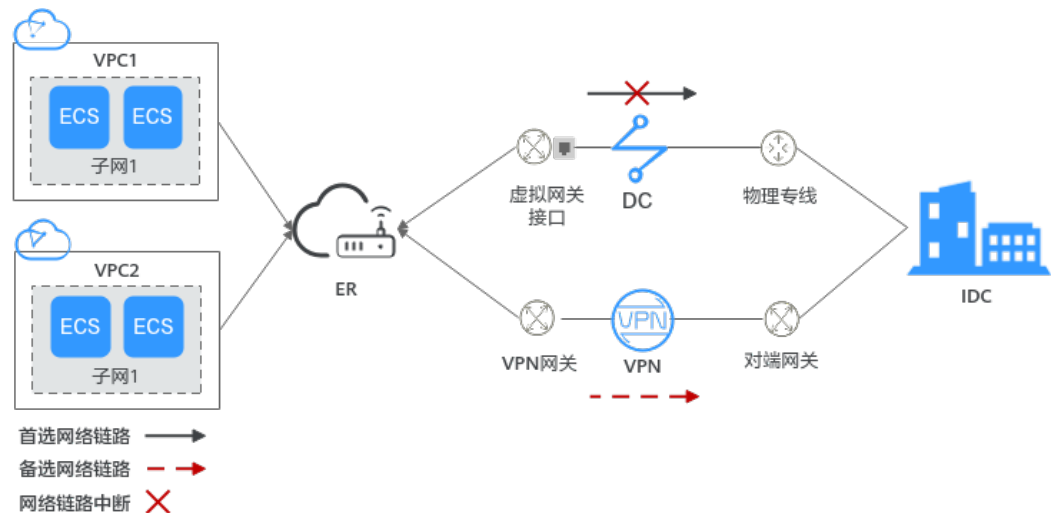 VPC1
ECS ECS
子网1
VPC2
ECS ECS
子网1
ER
虚拟网关
接口
DC
物理专线
VPN网关
VPN
VPN
对端网关
IDC
首选网络链路
备选网络链路
网络链路中断